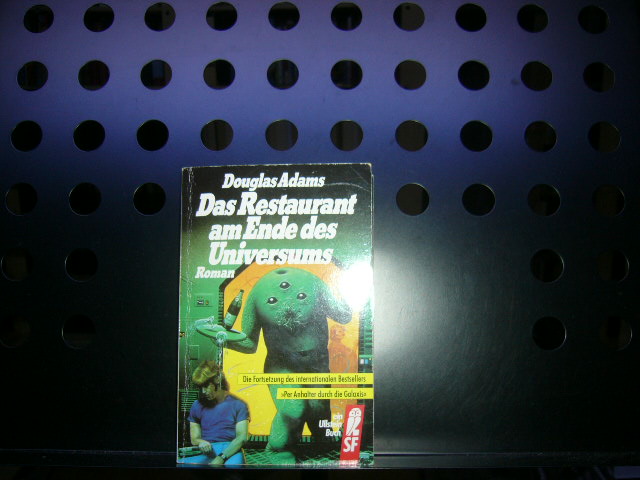 Douglas Adams
Das Restaurant
am Ende des
Universums
Roman
Die Fortsetzung des internationalen Bestsellers
»Per Anhalter durch die Galaxis«
ein
Ullstein
Buch
SF